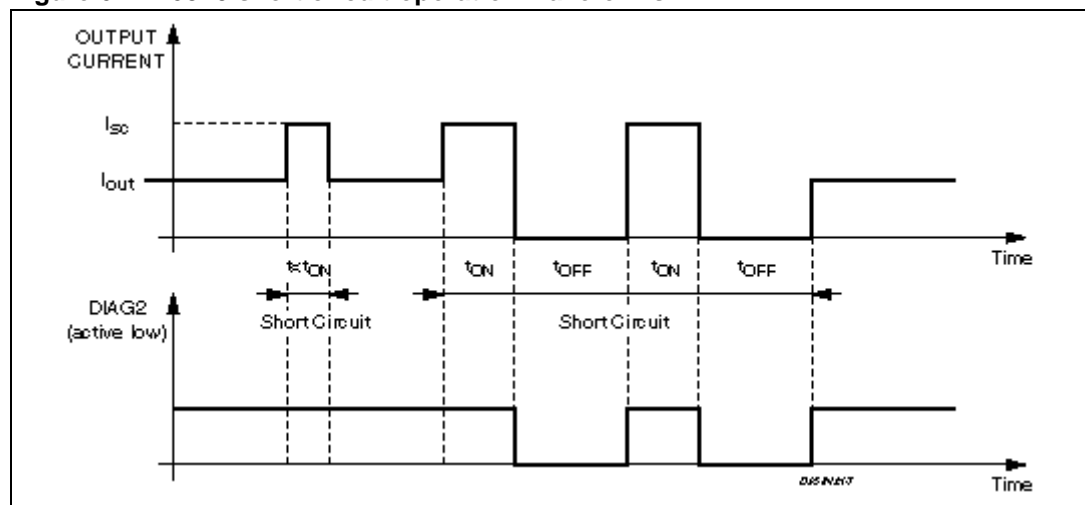 OUTPUT
CURRENT
Isc
Iout
Time
t<tON
tON
tOFF
tON
tOFF
DIAG2
(active low)
Short Circuit
Short Circuit
Time